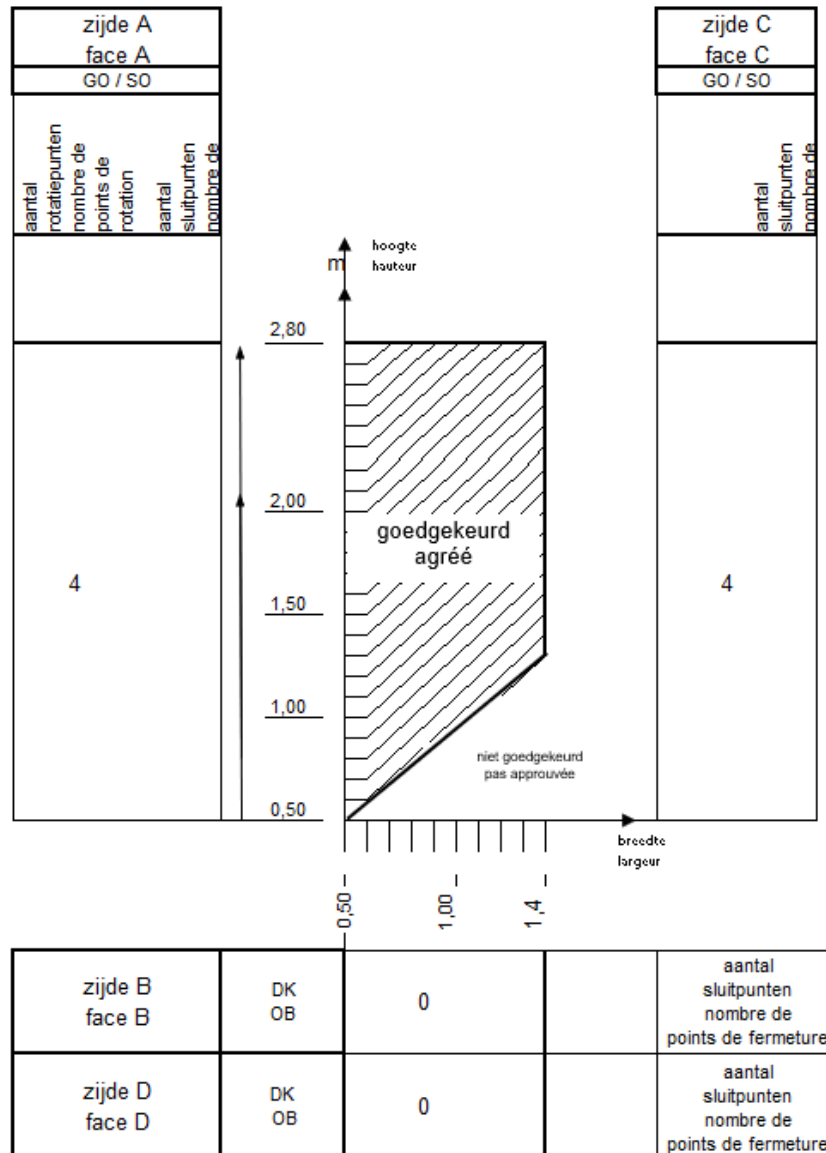 zijde A
face A
GO / SO
aantal
rotatiepunten
nombre de
points de
rotation
aantal
sluitpunten
nombre de
zijde C
face C
GO / SO
aantal
sluitpunten
nombre de
m
hoogte
hauteur
2,80
2,00
1,50
1,00
0,50
4
goedgekeurd
agréé
4
niet goedgekeurd
pas approuvée
breedte
largeur
0,50
1,00
1,4
zijde B
face B
DK
OB
0
aantal
sluitpunten
nombre de
points de fermeture
zijde D
face D
DK
OB
0
aantal
sluitpunten
nombre de
points de fermeture